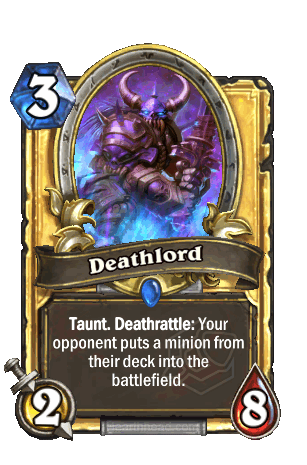 3
Deathlord
Taunt. Deathrattle: Your
opponent puts a minion from
their deck into the
battlefield.
2
8